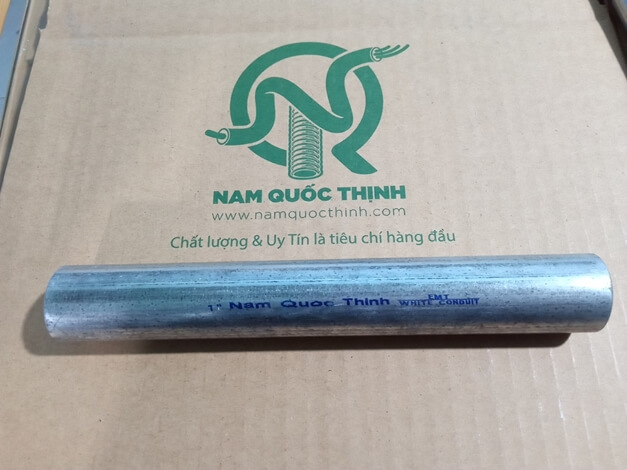 NAM QUỐC THỊNH
www.namquocthinh.com
Chất lượng & Uy Tín là tiêu chí hàng đầu
1" Nam Quoc Thinh EMT
WHITE CONDUIT